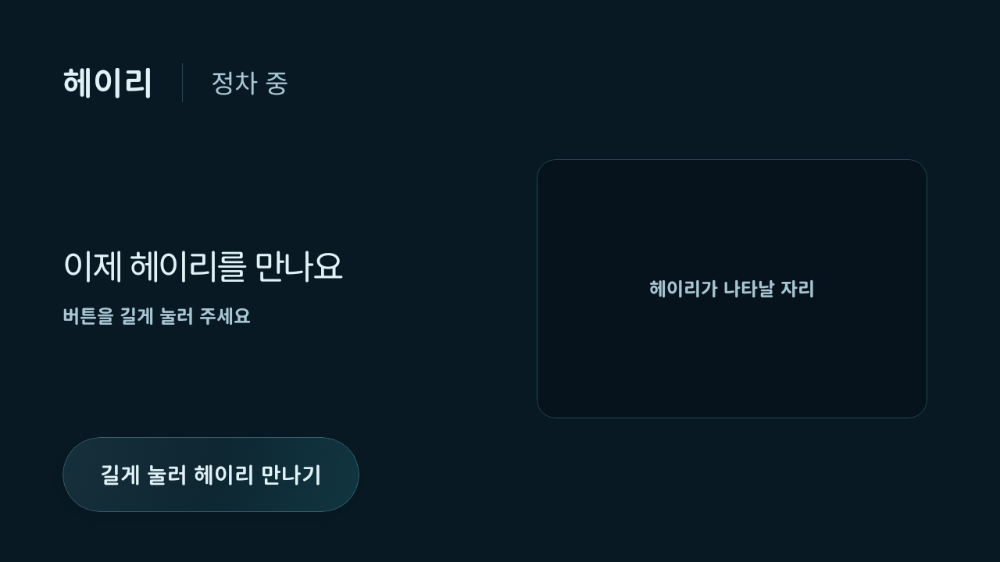 헤이리 정차 중
이제 헤이리를 만나요
버튼을 길게 눌러 주세요
헤이리가 나타날 자리
길게 눌러 헤이리 만나기